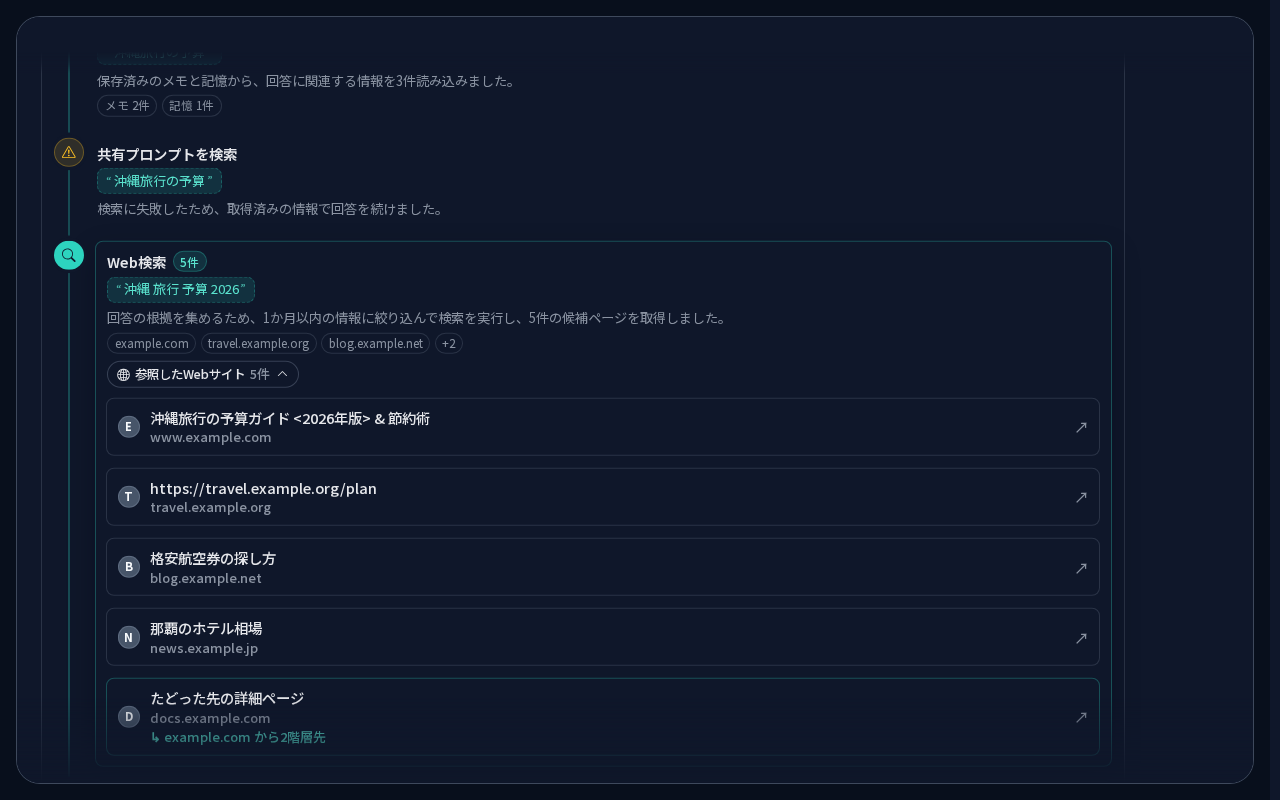 保存済みのメモと記憶から、回答に関連する情報を3件読み込みました。
メモ 2件 記憶 1件
共有プロンプトを検索
“ 沖縄旅行の予算 ”
検索に失敗したため、取得済みの情報で回答を続けました。
Web検索 5件
“ 沖縄 旅行 予算 2026”
回答の根拠を集めるため、1か月以内の情報に絞り込んで検索を実行し、5件の候補ページを取得しました。
example.com travel.example.org blog.example.net +2
参照したWebサイト 5件
E 沖縄旅行の予算ガイド <2026年版> & 節約術
www.example.com
T https://travel.example.org/plan
travel.example.org
B 格安航空券の探し方
blog.example.net
N 那覇のホテル相場
news.example.jp
D たどった先の詳細ページ
docs.example.com
↳ example.com から2階層先